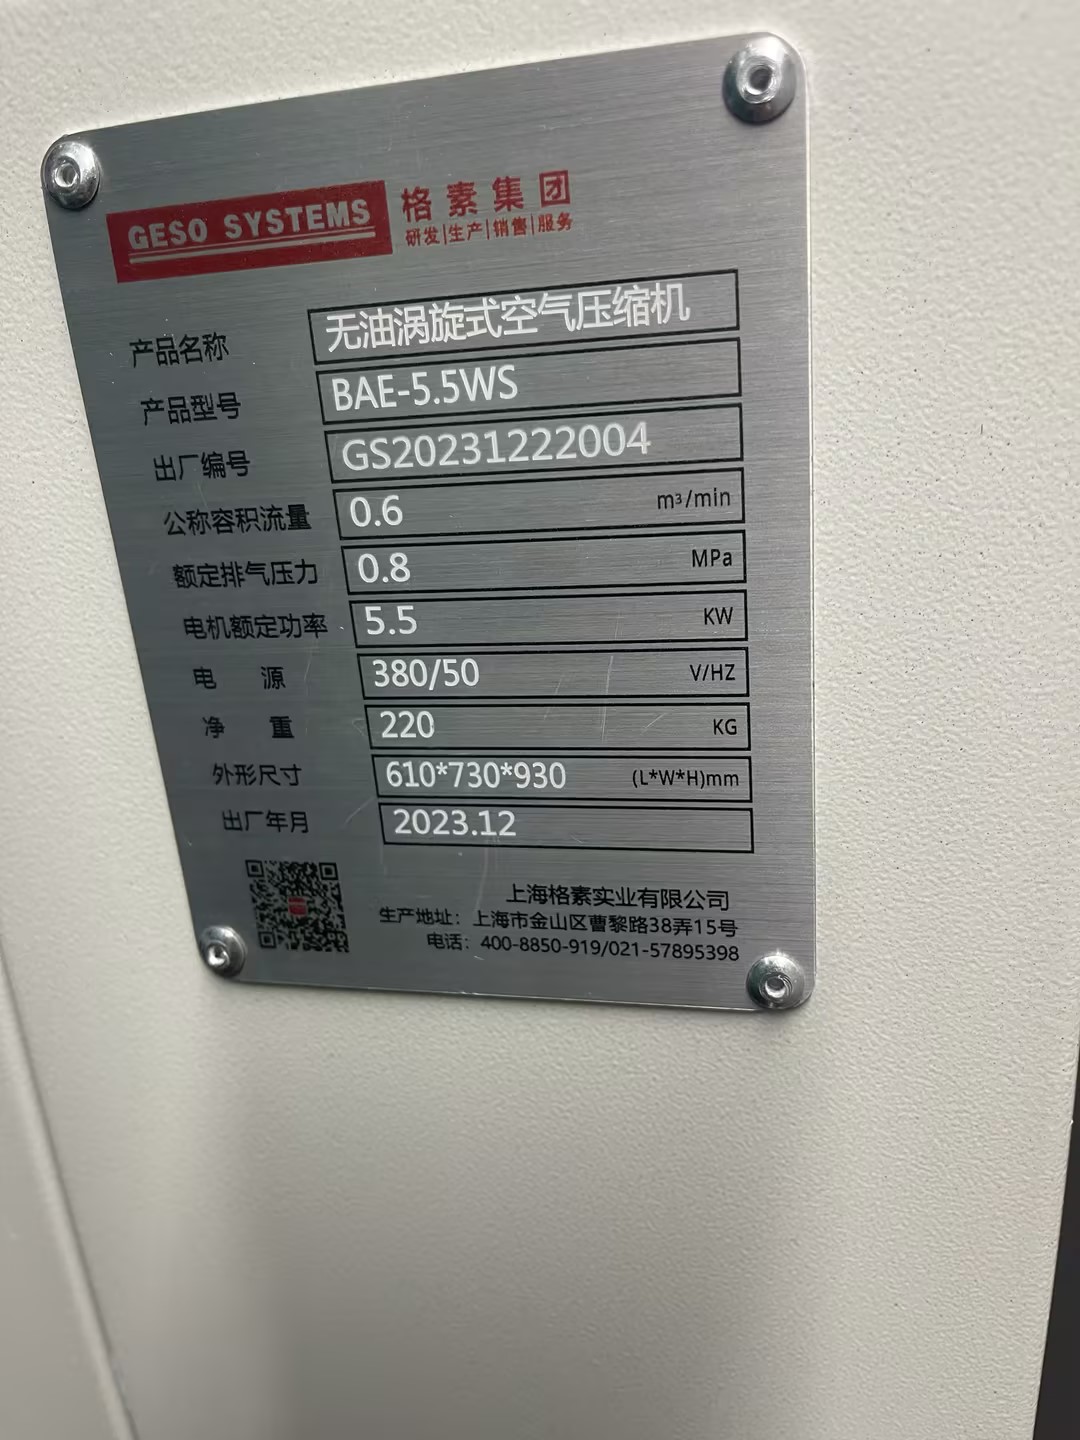 GESO SYSTEMS 格素集团
研发|生产|销售|服务
产品名称 无油涡旋式空气压缩机
产品型号 BAE-5.5WS
出厂编号 GS20231222004
公称容积流量 0.6 m³/min
额定排气压力 0.8 MPa
电机额定功率 5.5 KW
电 源 380/50 V/HZ
净 重 220 KG
外形尺寸 610*730*930 (L*W*H)mm
出厂年月 2023.12
上海格素实业有限公司
生产地址：上海市金山区曹黎路38弄15号
电话：400-8850-919/021-57895398